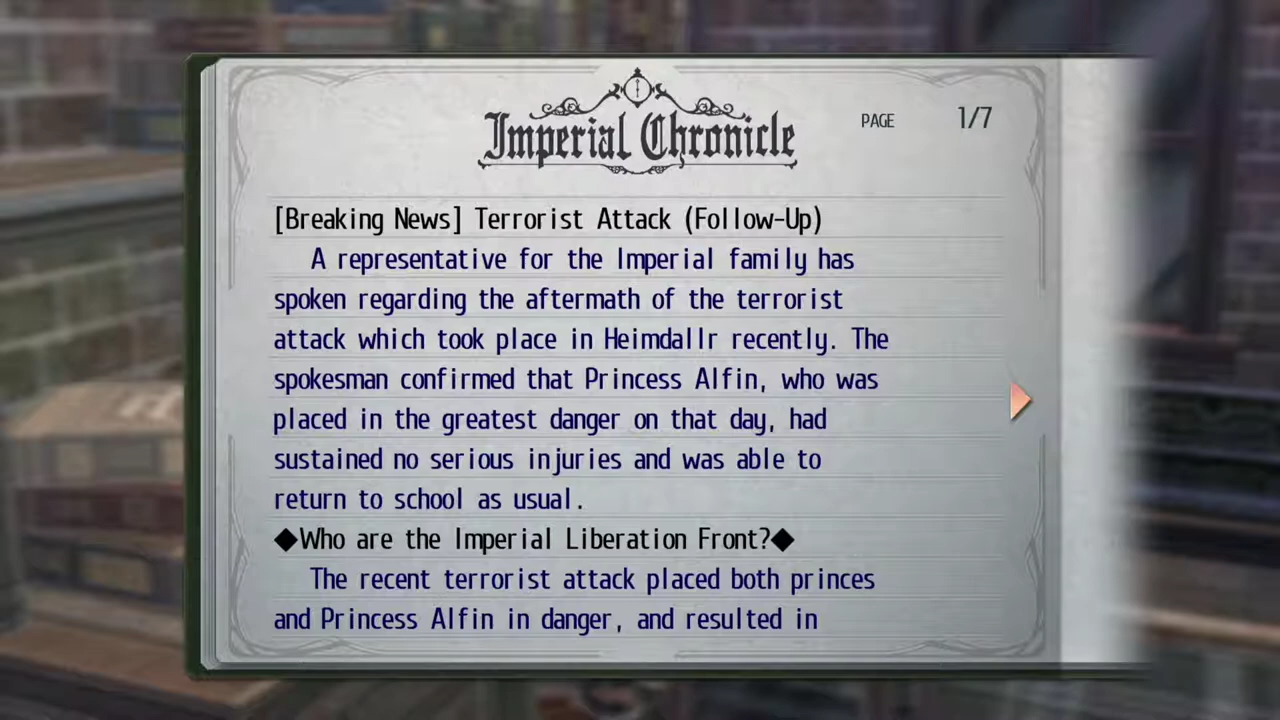 Imperial Chronicle
PAGE 1/7
[Breaking News] Terrorist Attack (Follow-Up)
A representative for the Imperial family has
spoken regarding the aftermath of the terrorist
attack which took place in Heimdallr recently. The
spokesman confirmed that Princess Alfin, who was
placed in the greatest danger on that day, had
sustained no serious injuries and was able to
return to school as usual.
◆Who are the Imperial Liberation Front?◆
The recent terrorist attack placed both princes
and Princess Alfin in danger, and resulted in